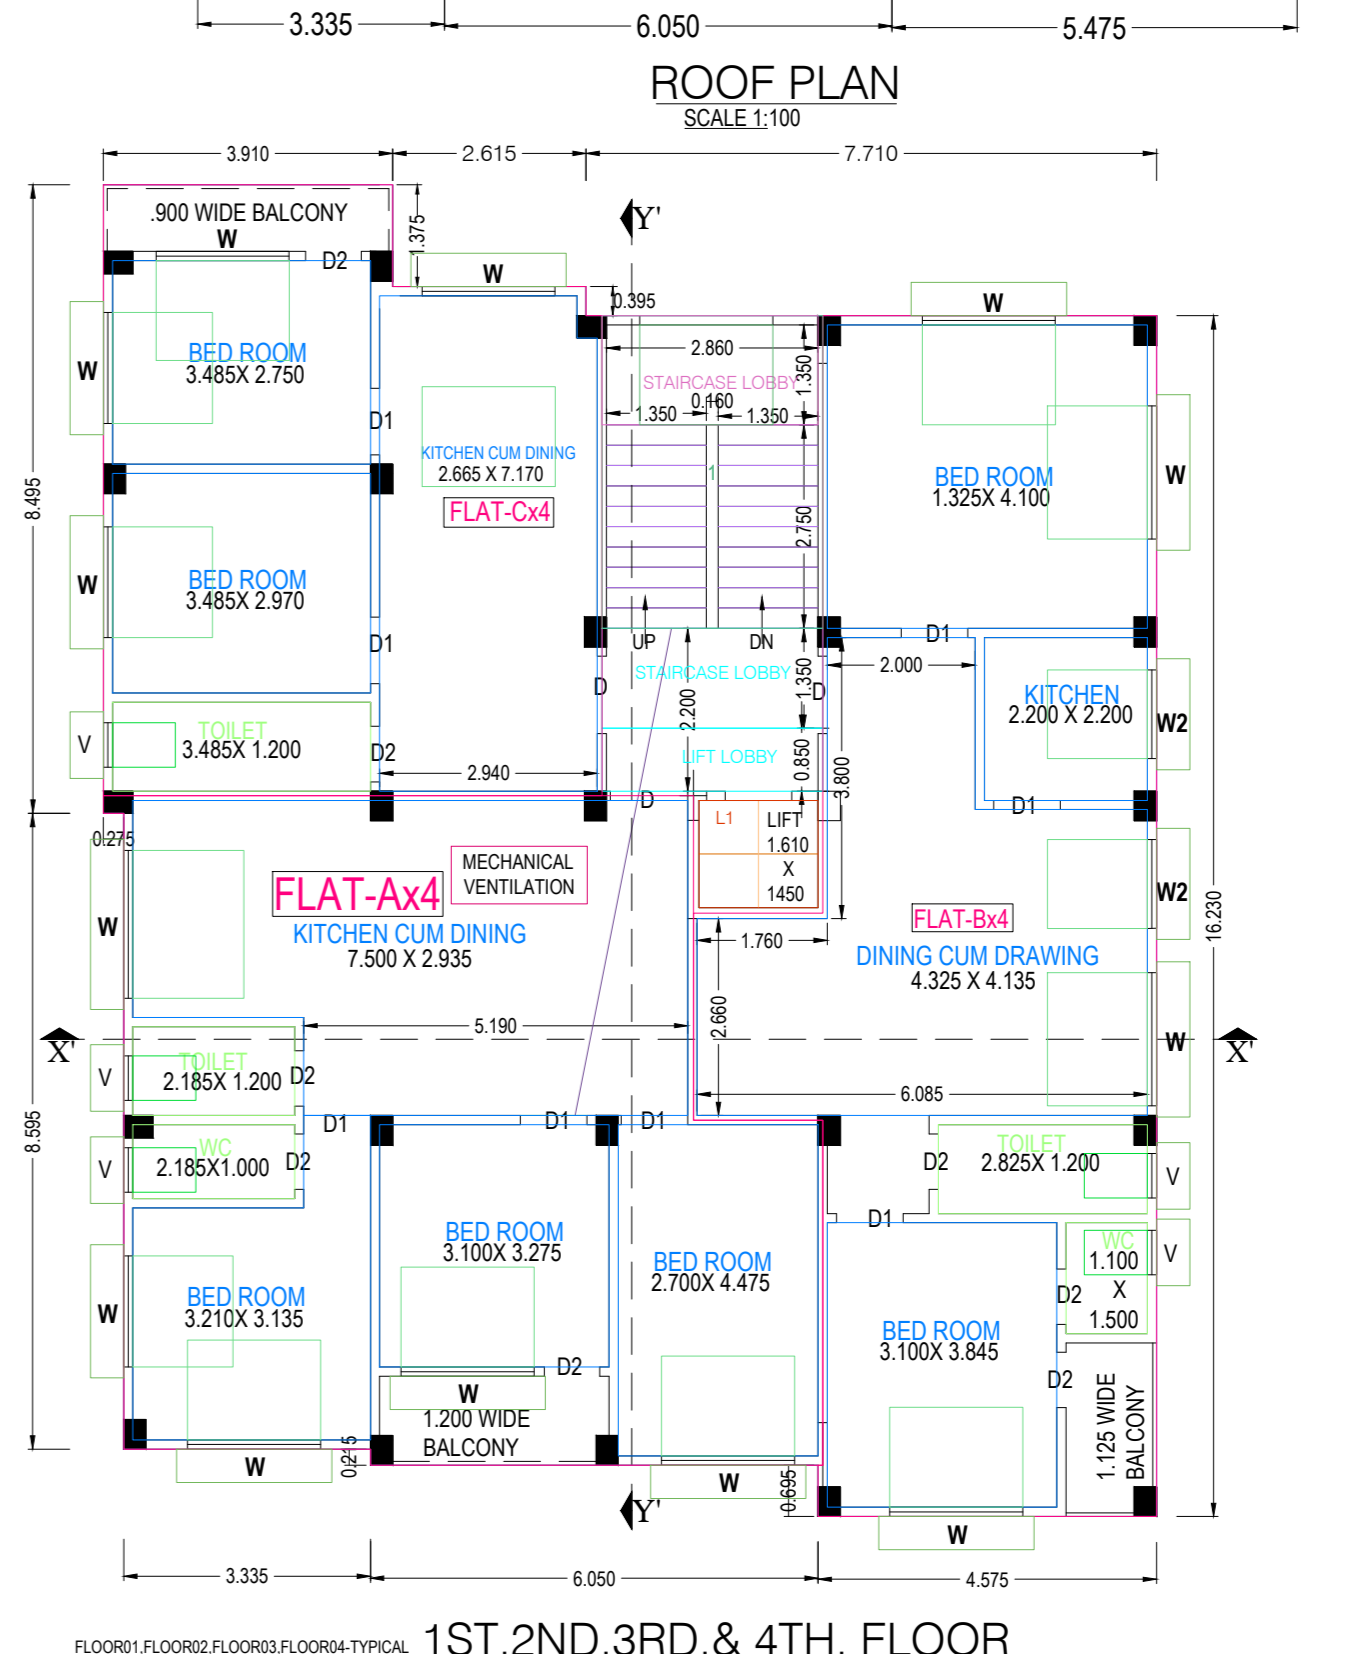 3.335
6.050
5.475
ROOF PLAN
SCALE 1:100
3.910
2.615
7.710
.900 WIDE BALCONY
W
D2
1.375
Y'
W
0.395
W
2.860
1.350
STAIRCASE LOBBY
0.160
1.350
1.350
BED ROOM
3.485X 2.750
W
D1
KITCHEN CUM DINING
2.665 X 7.170
FLAT-Cx4
1
BED ROOM
1.325X 4.100
W
8.495
2.750
BED ROOM
3.485X 2.970
W
D1
UP
DN
D1
STAIRCASE LOBBY
D
D
2.200
1.350
2.000
KITCHEN
2.200 X 2.200
W2
TOILET
3.485X 1.200
V
D2
2.940
LIFT LOBBY
0.850
3.800
D
D1
0.275
L1
LIFT
1.610
X
1450
MECHANICAL
VENTILATION
FLAT-Ax4
KITCHEN CUM DINING
7.500 X 2.935
W
W2
FLAT-Bx4
16.230
1.760
DINING CUM DRAWING
4.325 X 4.135
5.190
2.660
X'
W
X'
TOILET
2.185X 1.200
V
D2
6.085
8.595
D1
D1
D1
WC
2.185X1.000
V
D2
TOILET
2.825X 1.200
D2
V
D1
BED ROOM
3.100X 3.275
BED ROOM
2.700X 4.475
WC
1.100
X
1.500
V
D2
BED ROOM
3.210X 3.135
W
BED ROOM
3.100X 3.845
D2
D2
W
1.200 WIDE
BALCONY
1.125 WIDE
BALCONY
0.215
W
W
0.695
Y'
W
3.335
6.050
4.575
FLOOR01,FLOOR02,FLOOR03,FLOOR04-TYPICAL
1ST,2ND,3RD,& 4TH, FLOOR